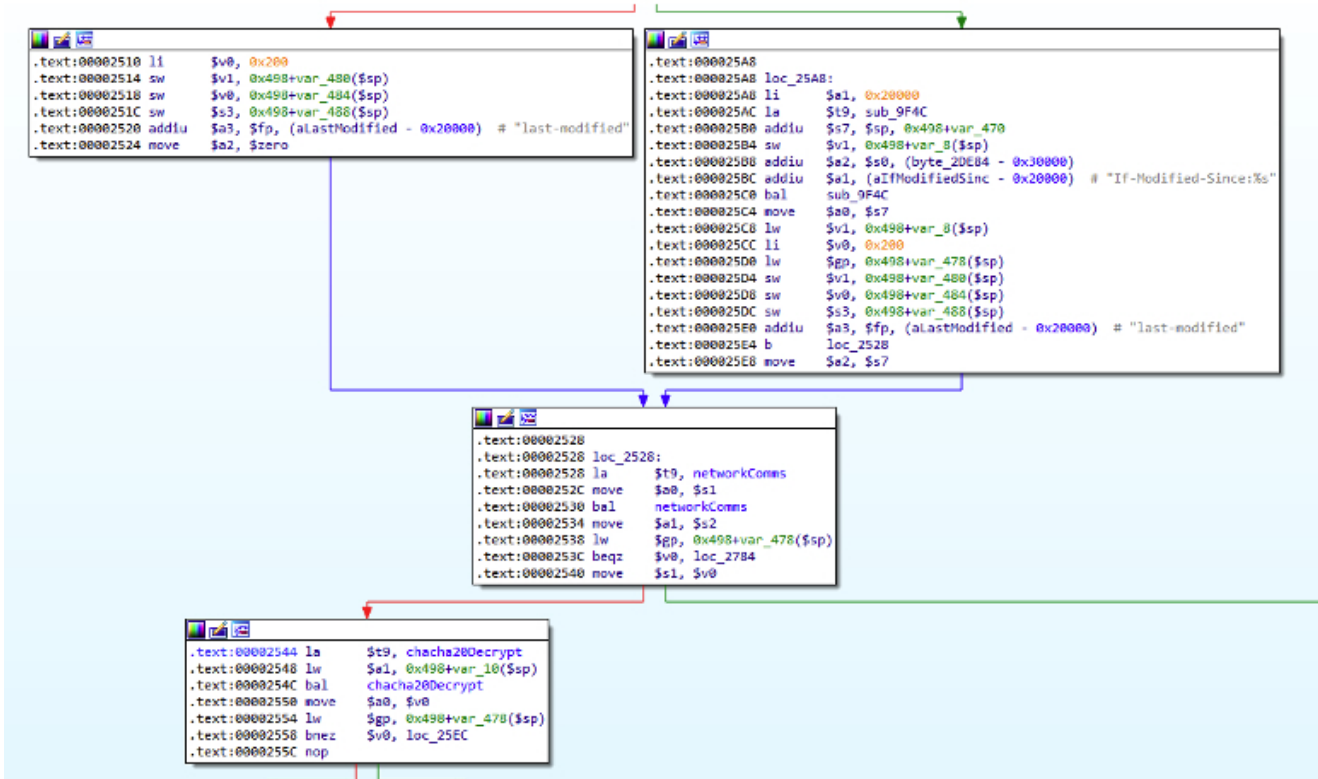 .text:00002510 li $v0, 0x200
.text:00002514 sw $v1, 0x498+var_480($sp)
.text:00002518 sw $v0, 0x498+var_484($sp)
.text:0000251C sw $s3, 0x498+var_488($sp)
.text:00002520 addiu $a3, $fp, (aLastModified - 0x20000) # "last-modified"
.text:00002524 move $a2, $zero
.text:000025A8
.text:000025A8 loc_25A8:
.text:000025A8 li $a1, 0x20000
.text:000025AC la $t9, sub_9F4C
.text:000025B0 addiu $s7, $sp, 0x498+var_470
.text:000025B4 sw $v1, 0x498+var_8($sp)
.text:000025B8 addiu $a2, $s0, (byte_2DE84 - 0x30000)
.text:000025BC addiu $a1, (aIfModifiedSinc - 0x20000) # "If-Modified-Since:%s"
.text:000025C0 bal sub_9F4C
.text:000025C4 move $a0, $s7
.text:000025C8 lw $v1, 0x498+var_8($sp)
.text:000025CC li $v0, 0x200
.text:000025D0 lw $gp, 0x498+var_478($sp)
.text:000025D4 sw $v1, 0x498+var_480($sp)
.text:000025D8 sw $v0, 0x498+var_484($sp)
.text:000025DC sw $s3, 0x498+var_488($sp)
.text:000025E0 addiu $a3, $fp, (aLastModified - 0x20000) # "last-modified"
.text:000025E4 b loc_2528
.text:000025E8 move $a2, $s7
.text:00002528
.text:00002528 loc_2528:
.text:00002528 la $t9, networkComms
.text:0000252C move $a0, $s1
.text:00002530 bal networkComms
.text:00002534 move $a1, $s2
.text:00002538 lw $gp, 0x498+var_478($sp)
.text:0000253C beqz $v0, loc_2784
.text:00002540 move $s1, $v0
.text:00002544 la $t9, chacha20Decrypt
.text:00002548 lw $a1, 0x498+var_10($sp)
.text:0000254C bal chacha20Decrypt
.text:00002550 move $a0, $v0
.text:00002554 lw $gp, 0x498+var_478($sp)
.text:00002558 bnez $v0, loc_25EC
.text:0000255C nop